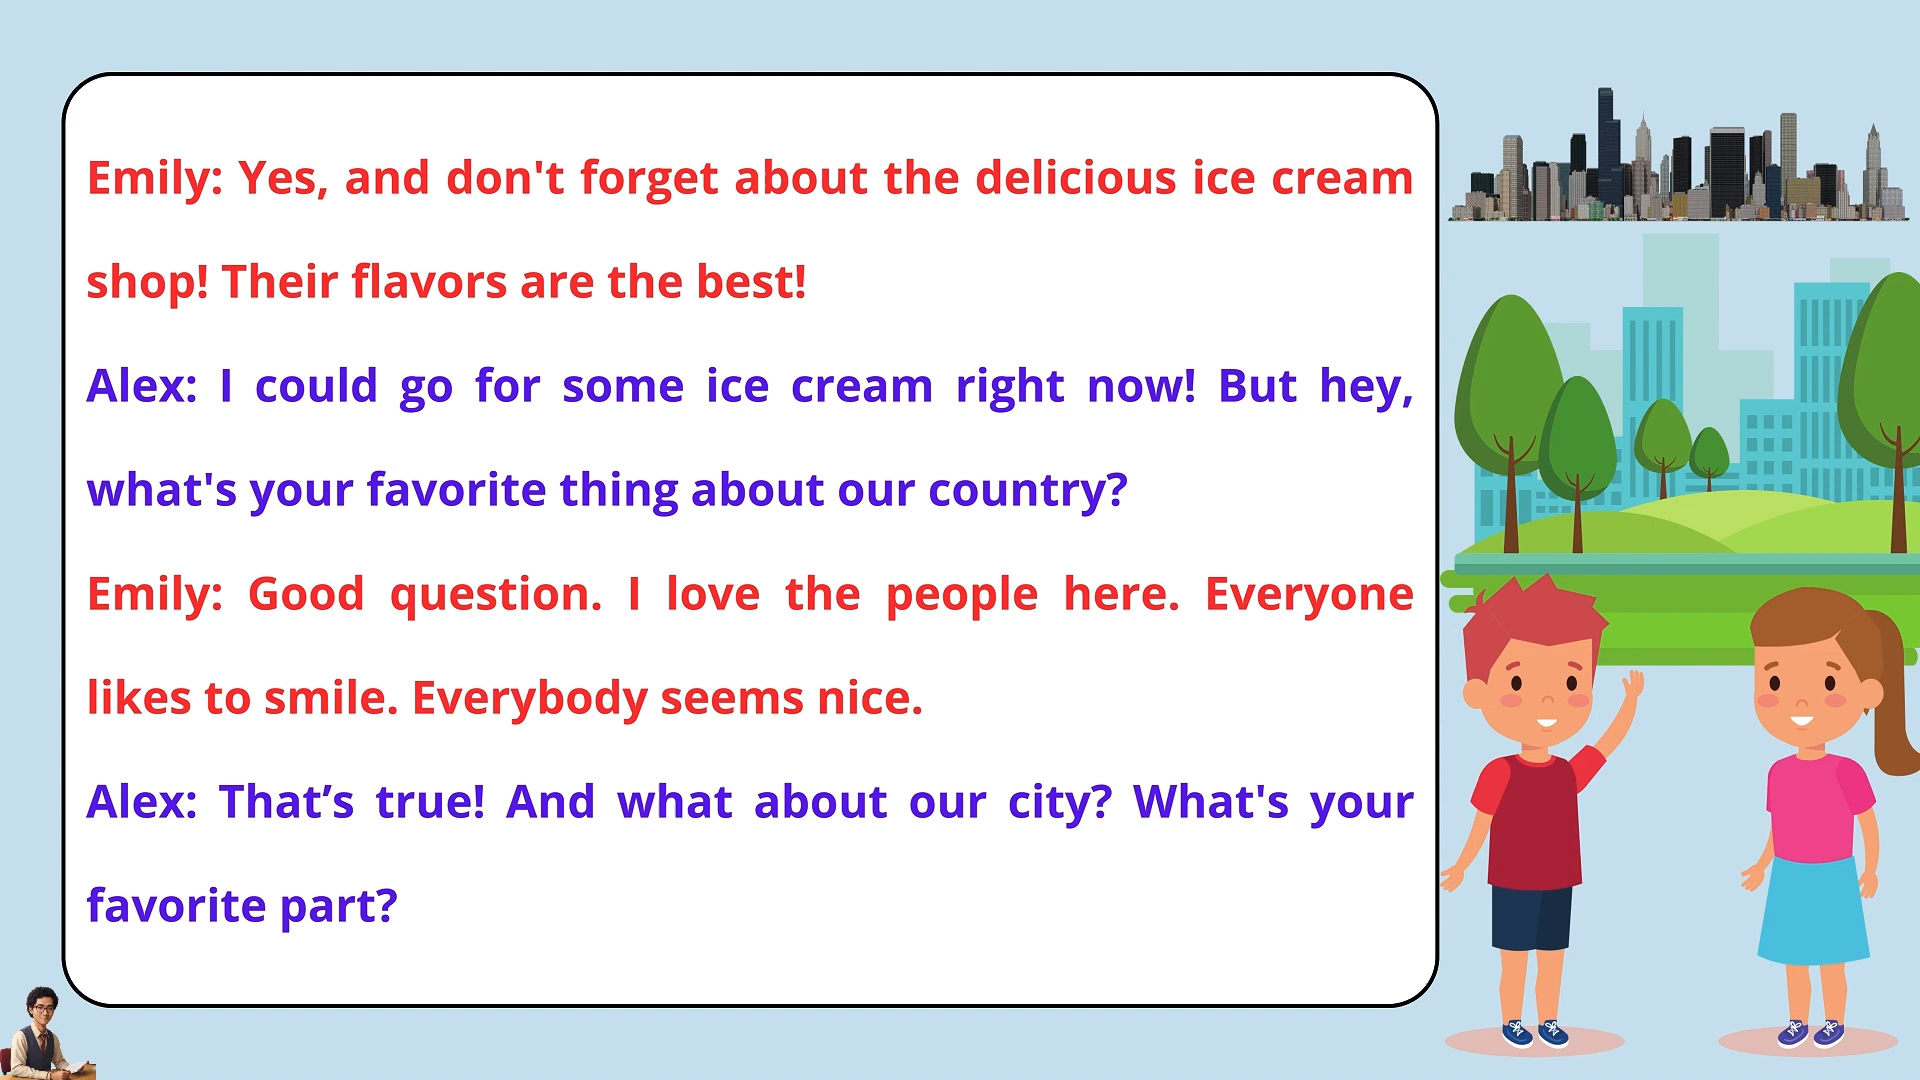 Emily: Yes, and don't forget about the delicious ice cream
shop! Their flavors are the best!
Alex: I could go for some ice cream right now! But hey,
what's your favorite thing about our country?
Emily: Good question. I love the people here. Everyone
likes to smile. Everybody seems nice.
Alex: That’s true! And what about our city? What's your
favorite part?